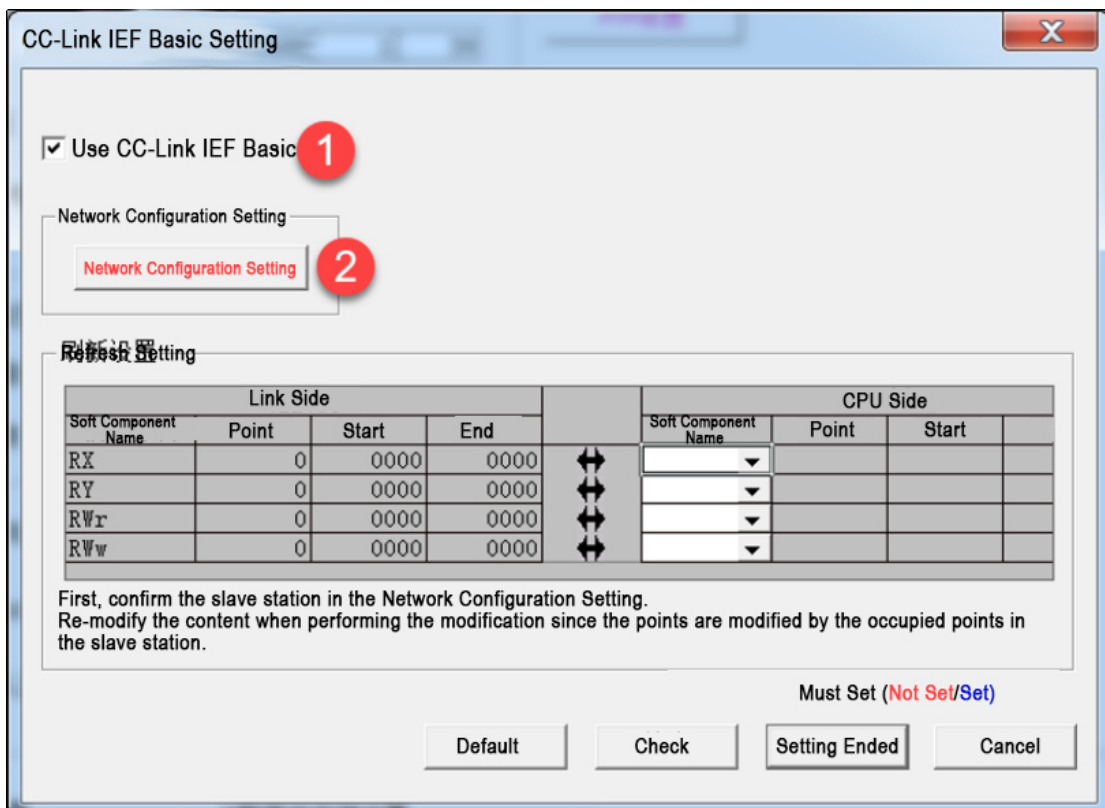 CC-Link IEF Basic Setting
Use CC-Link IEF Basic
1
Network Configuration Setting
Network Configuration Setting
2
Refresh Setting
Link Side
CPU Side
Soft Component Name Point Start End Soft Component Name Point Start
RX 0 0000 0000
RY 0 0000 0000
RWr 0 0000 0000
RWw 0 0000 0000
First, confirm the slave station in the Network Configuration Setting.
Re-modify the content when performing the modification since the points are modified by the occupied points in
the slave station.
Must Set (Not Set/Set)
Default Check Setting Ended Cancel